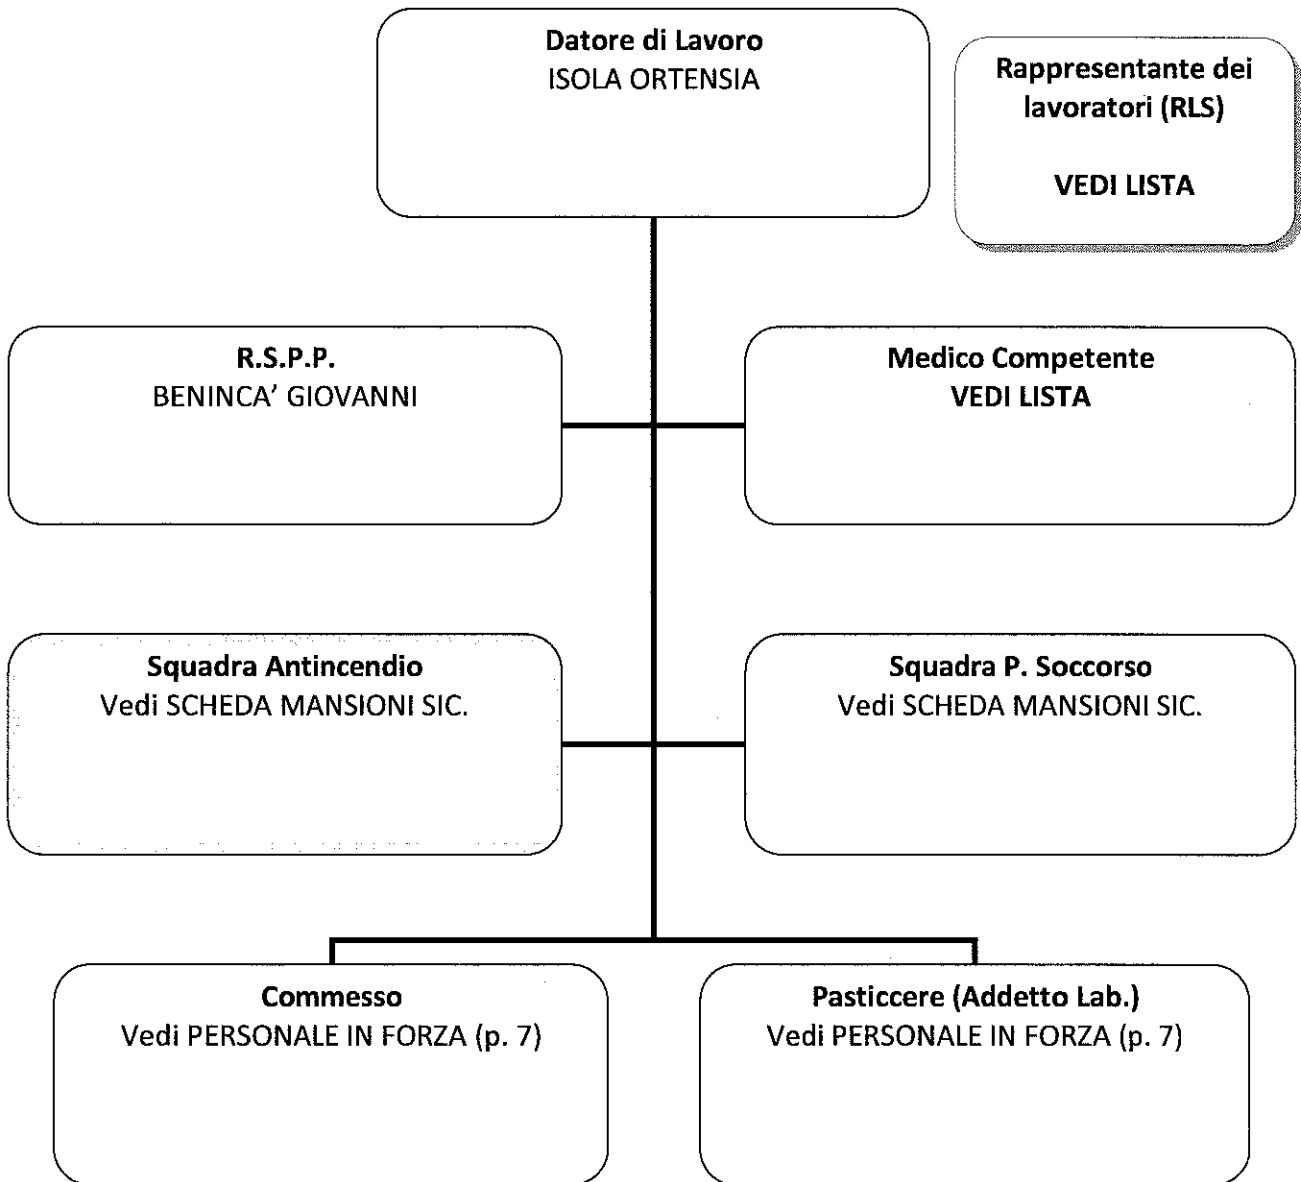 Datore di Lavoro
ISOLA ORTENSIA
Rappresentante dei
lavoratori (RLS)
VEDI LISTA
R.S.P.P.
BENINCA’ GIOVANNI
Medico Competente
VEDI LISTA
Squadra Antincendio
Vedi SCHEDA MANSIONI SIC.
Squadra P. Soccorso
Vedi SCHEDA MANSIONI SIC.
Commesso
Vedi PERSONALE IN FORZA (p. 7)
Pasticcere (Addetto Lab.)
Vedi PERSONALE IN FORZA (p. 7)